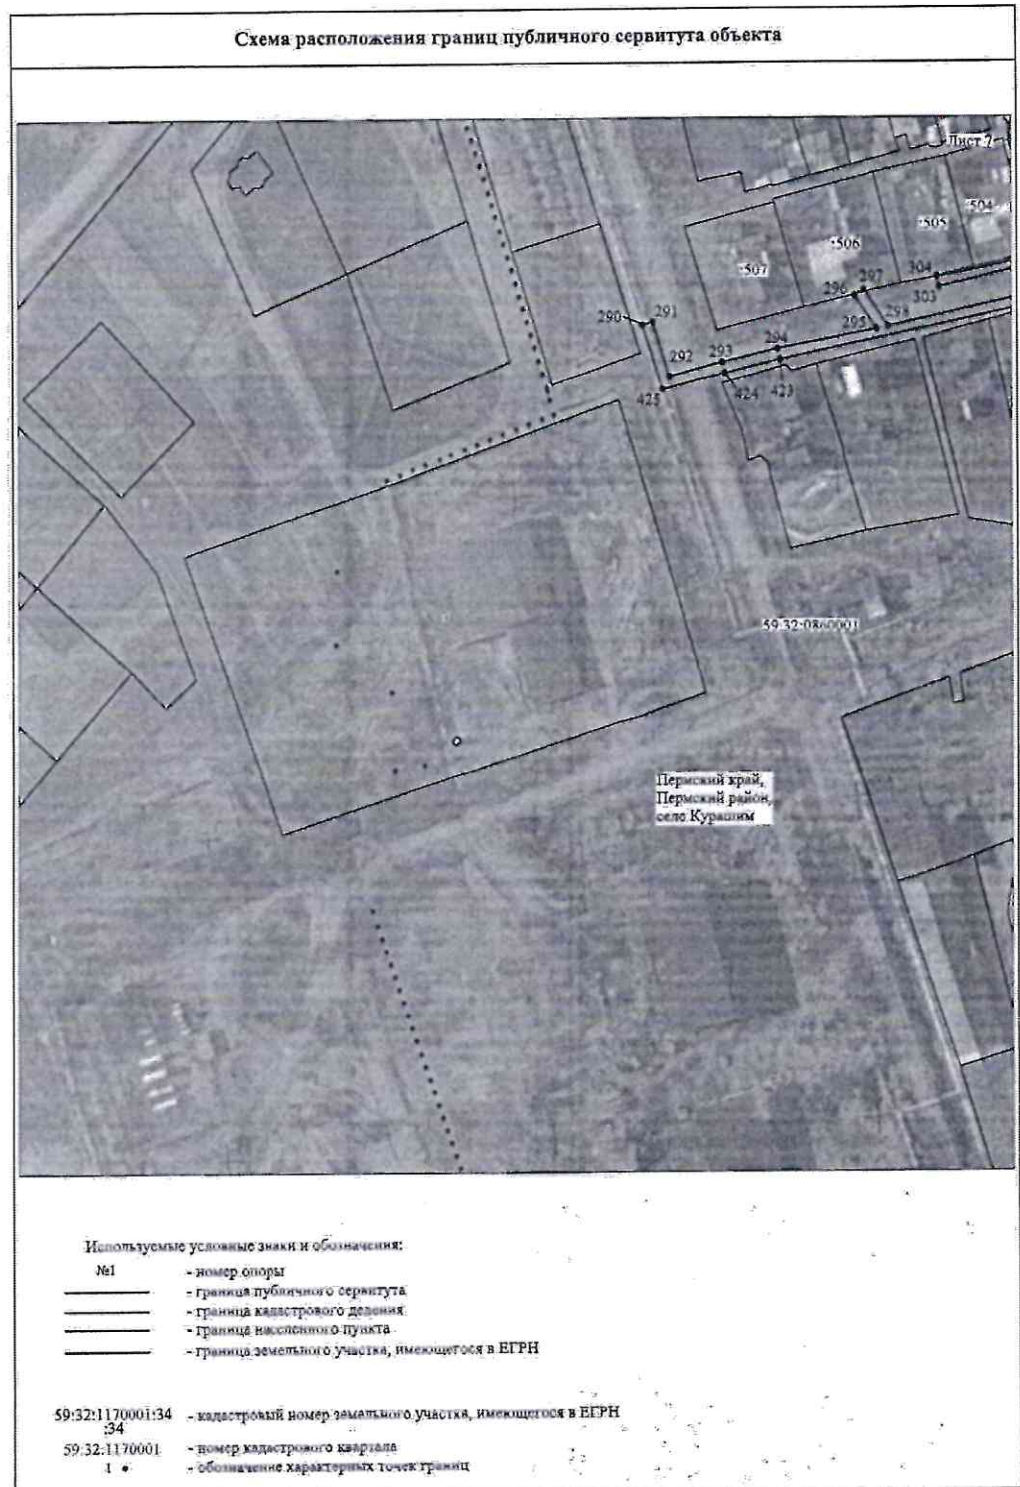 Схема расположения границ публичного сервитута объекта
Лист 7
:504
:505
:506
:507
304
297
303
296
291
290
298
295
294
293
292
423
424
425
59:32:0860001
Пермский край,
Пермский район,
село Курашим
Используемые условные знаки и обозначения:
№1 - номер опоры
- граница публичного сервитута
- граница кадастрового деления
- граница населенного пункта
- граница земельного участка, имеющегося в ЕГРН
59:32:1170001:34 - кадастровый номер земельного участка, имеющегося в ЕГРН
:34
59:32:1170001 - номер кадастрового квартала
1 - обозначение характерных точек границ